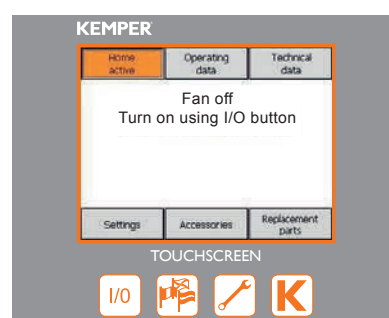 KEMPER
Home active
Operating data
Technical data
Fan off
Turn on using I/O button
Settings
Accessories
Replacement parts
TOUCHSCREEN
I/0
K